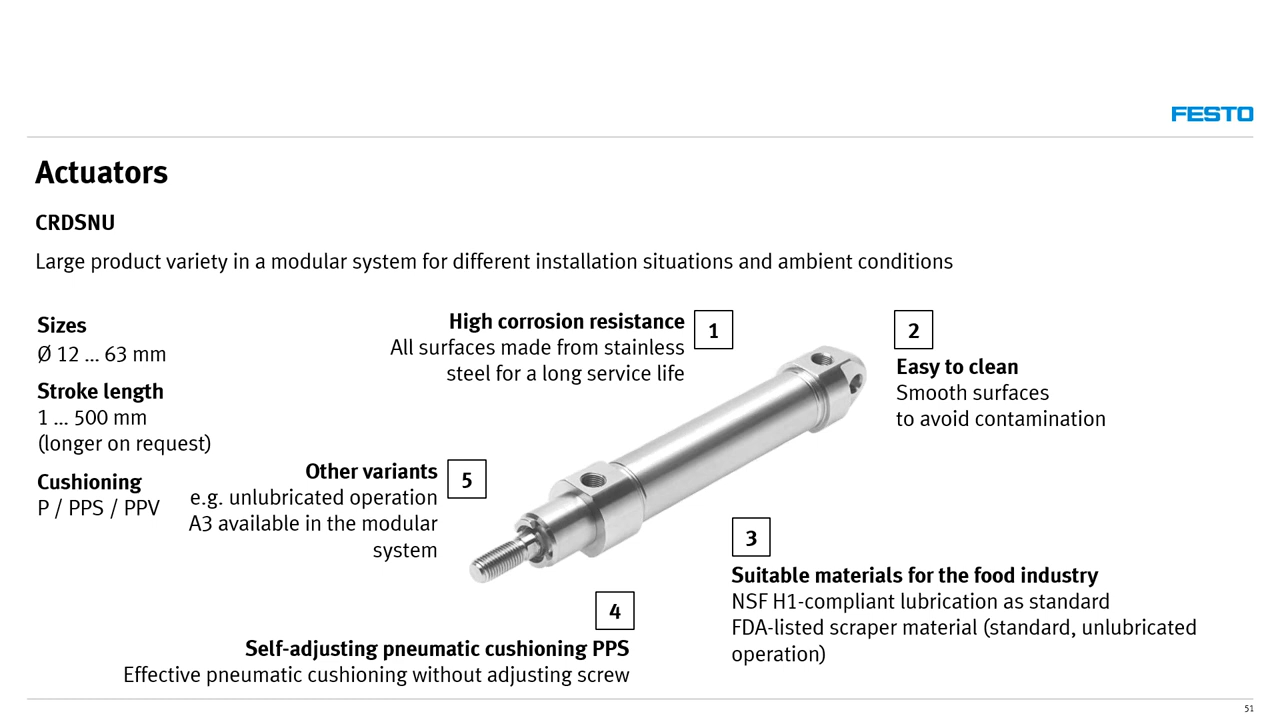 FESTO
Actuators
CRDSNU
Large product variety in a modular system for different installation situations and ambient conditions
Sizes
Ø 12 ... 63 mm
Stroke length
1 ... 500 mm
(longer on request)
Cushioning
P / PPS / PPV
High corrosion resistance
All surfaces made from stainless
steel for a long service life
1
2
Easy to clean
Smooth surfaces
to avoid contamination
Other variants
e.g. unlubricated operation
A3 available in the modular
system
5
3
Suitable materials for the food industry
NSF H1-compliant lubrication as standard
FDA-listed scraper material (standard, unlubricated
operation)
4
Self-adjusting pneumatic cushioning PPS
Effective pneumatic cushioning without adjusting screw
51